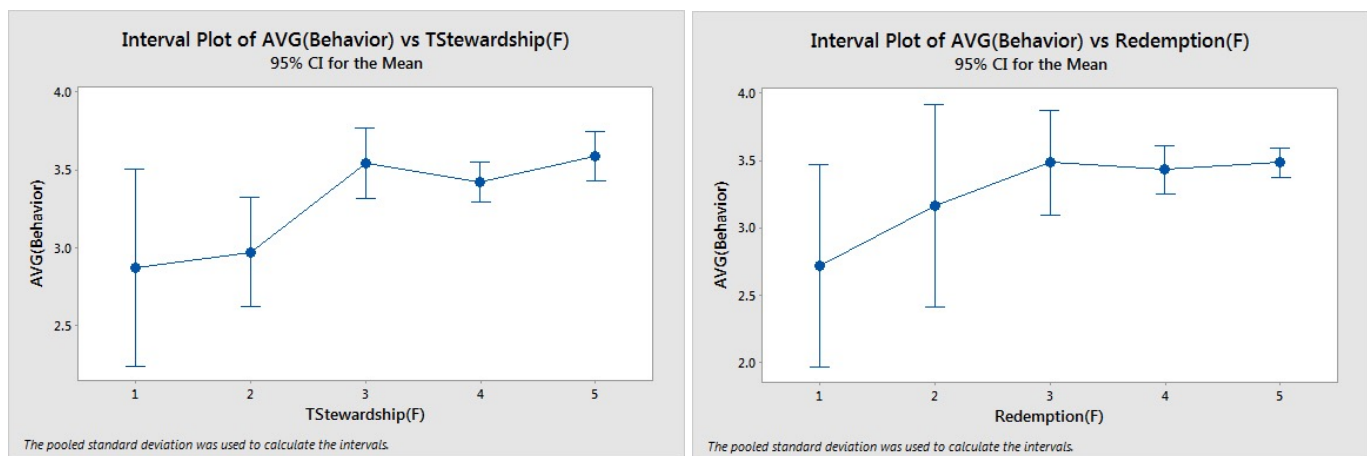 Interval Plot of AVG(Behavior) vs TStewardship(F)
95% CI for the Mean
4.0
3.5
3.0
2.5
AVG(Behavior)
1 2 3 4 5
TStewardship(F)
The pooled standard deviation was used to calculate the intervals.
Interval Plot of AVG(Behavior) vs Redemption(F)
95% CI for the Mean
4.0
3.5
3.0
2.5
2.0
AVG(Behavior)
1 2 3 4 5
Redemption(F)
The pooled standard deviation was used to calculate the intervals.